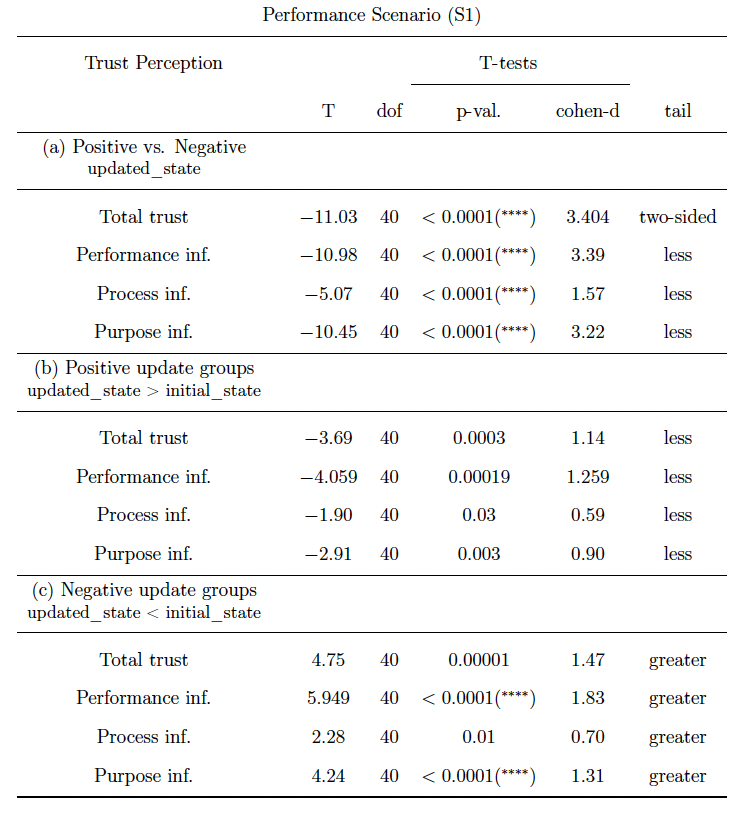 Performance Scenario (S1)
Trust Perception T-tests
T dof p-val. cohen-d tail
(a) Positive vs. Negative
updated_state
Total trust −11.03 40 < 0.0001(****) 3.404 two-sided
Performance inf. −10.98 40 < 0.0001(****) 3.39 less
Process inf. −5.07 40 < 0.0001(****) 1.57 less
Purpose inf. −10.45 40 < 0.0001(****) 3.22 less
(b) Positive update groups
updated_state > initial_state
Total trust −3.69 40 0.0003 1.14 less
Performance inf. −4.059 40 0.00019 1.259 less
Process inf. −1.90 40 0.03 0.59 less
Purpose inf. −2.91 40 0.003 0.90 less
(c) Negative update groups
updated_state < initial_state
Total trust 4.75 40 0.00001 1.47 greater
Performance inf. 5.949 40 < 0.0001(****) 1.83 greater
Process inf. 2.28 40 0.01 0.70 greater
Purpose inf. 4.24 40 < 0.0001(****) 1.31 greater